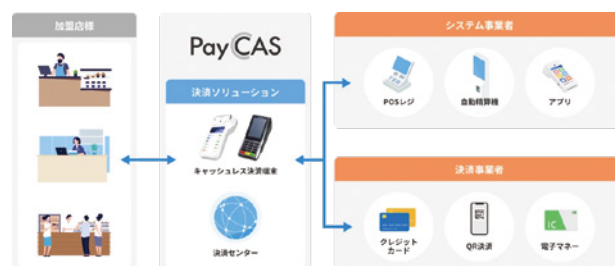 加盟店様
PayCAS
決済ソリューション
キャッシュレス決済端末
決済センター
システム事業者
POSレジ
自動精算機
アプリ
決済事業者
クレジット
カード
QR決済
IC
電子マネー